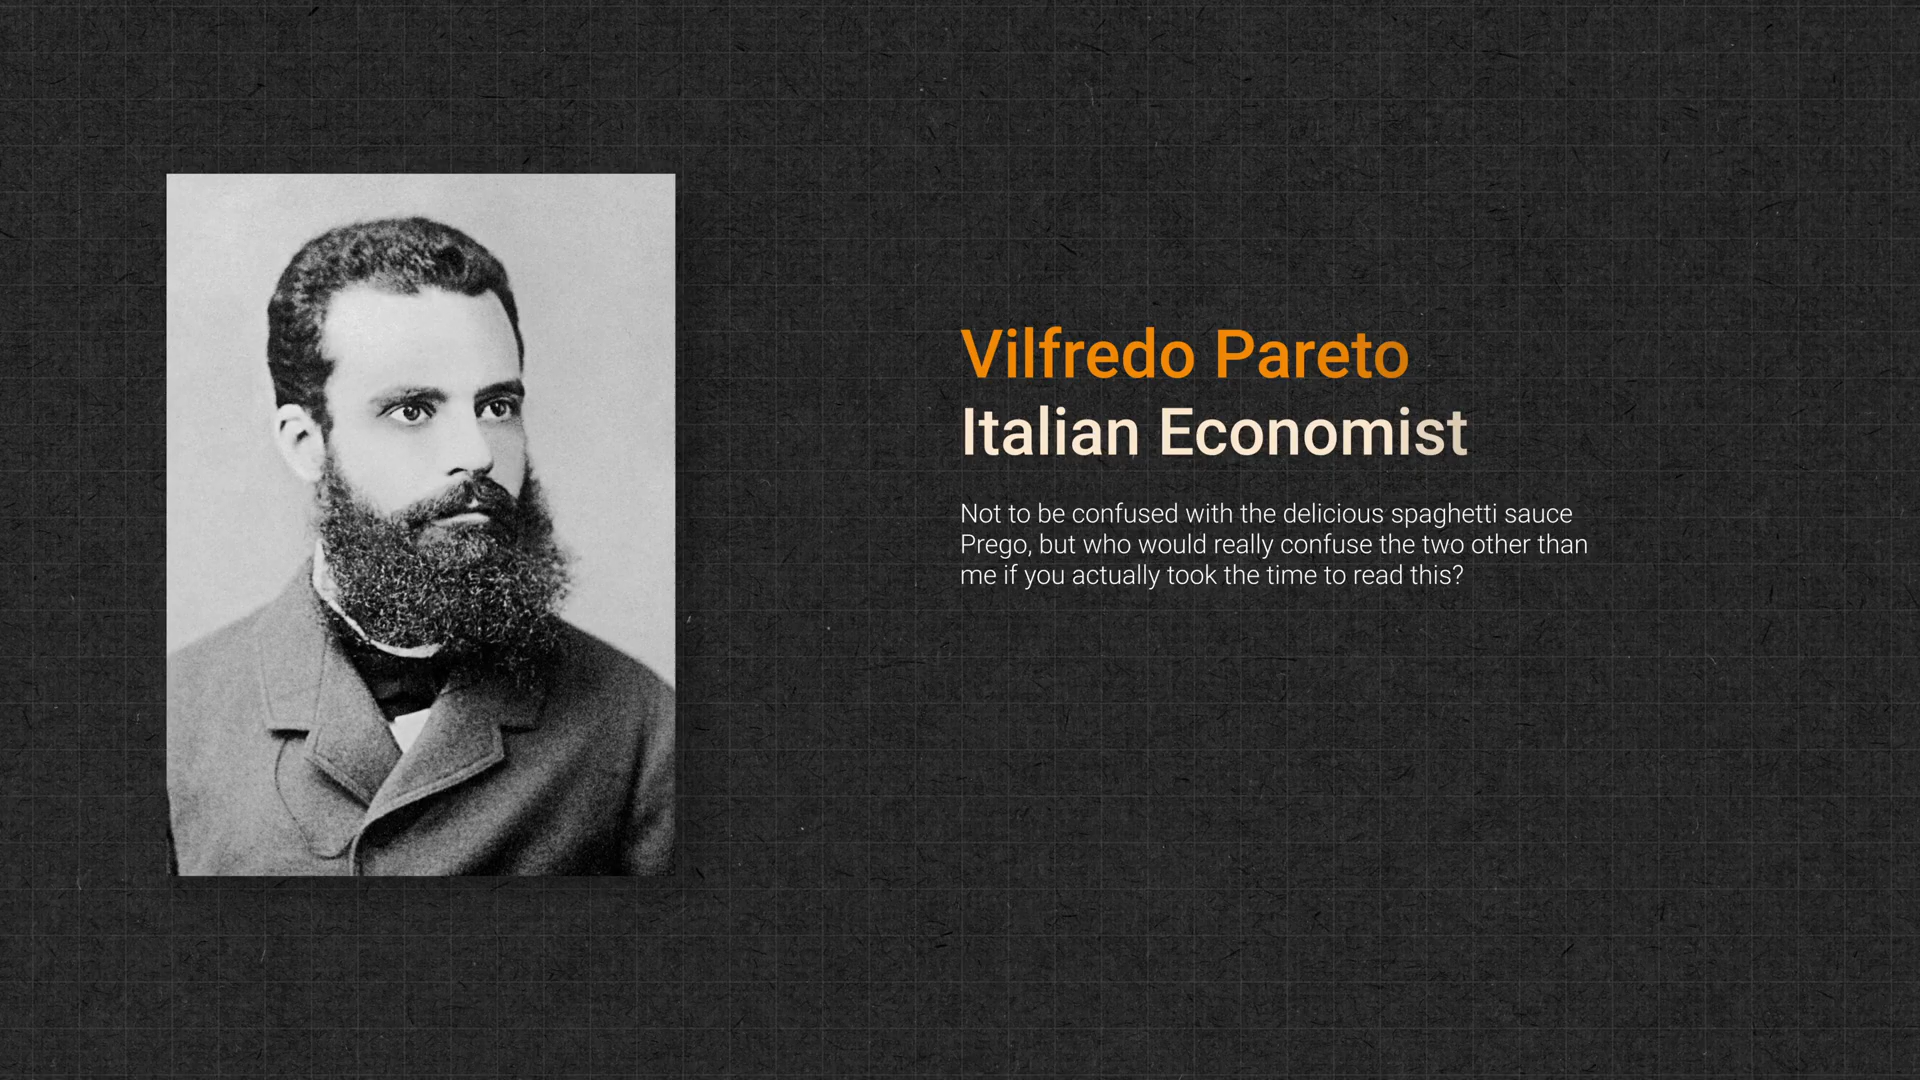 Vilfredo Pareto
Italian Economist
Not to be confused with the delicious spaghetti sauce
Prego, but who would really confuse the two other than
me if you actually took the time to read this?